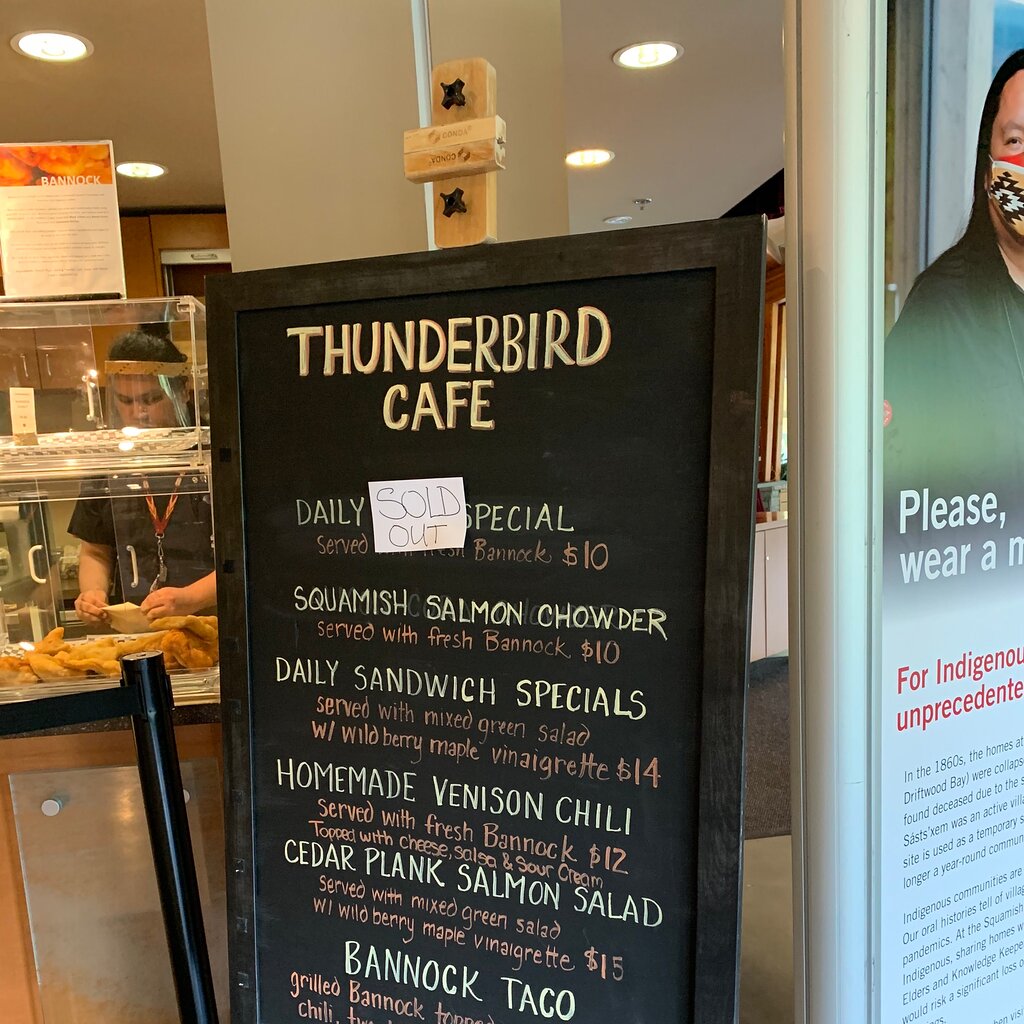 BANNOCK
CONDA
CONDA
THUNDERBIRD
CAFE
DAILY SPECIAL
SOLD
OUT
served fresh Bannock $10
SQUAMISH SALMON CHOWDER
served with fresh Bannock $10
DAILY SANDWICH SPECIALS
served with mixed green salad
w/ wild berry maple vinaigrette $14
HOMEMADE VENISON CHILI
served with fresh Bannock $12
Topped with cheese, salsa & Sour Cream
CEDAR PLANK SALMON SALAD
served with mixed green salad
w/ wild berry maple vinaigrette $15
BANNOCK TACO
grilled Bannock topped
chili,
Please,
wear a m
For Indigenou
unprecedente
In the 1860s, the homes at
Driftwood Bay) were collaps
found deceased due to the s
Sásts'xem was an active villa
site is used as a temporary s
longer a year-round commun
Indigenous communities are
Our oral histories tell of villag
pandemics. At the Squamish
Indigenous, sharing homes w
Elders and Knowledge Keepe
would risk a significant loss o